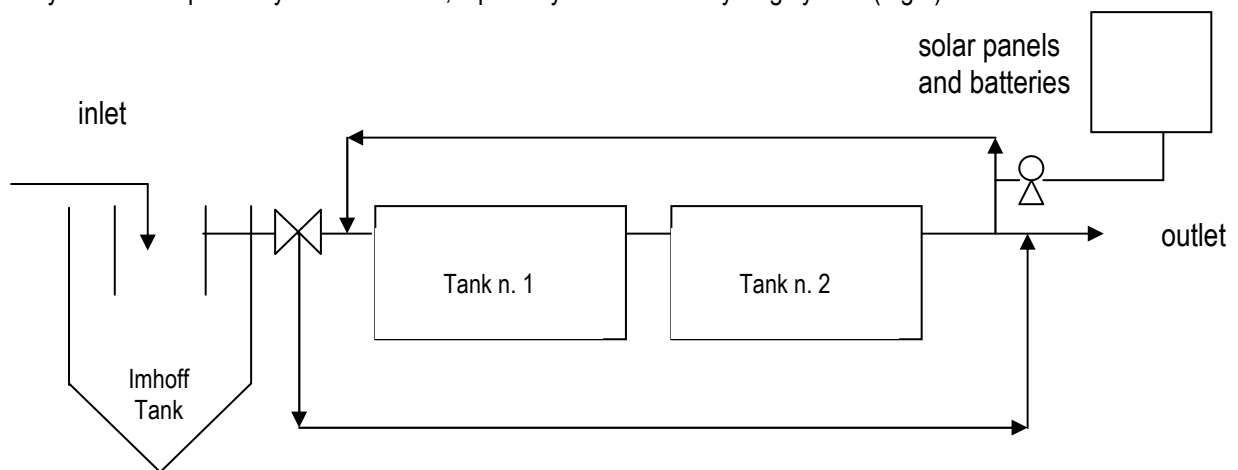 solar panels
and batteries
inlet
outlet
Tank n. 1
Tank n. 2
Imhoff
Tank